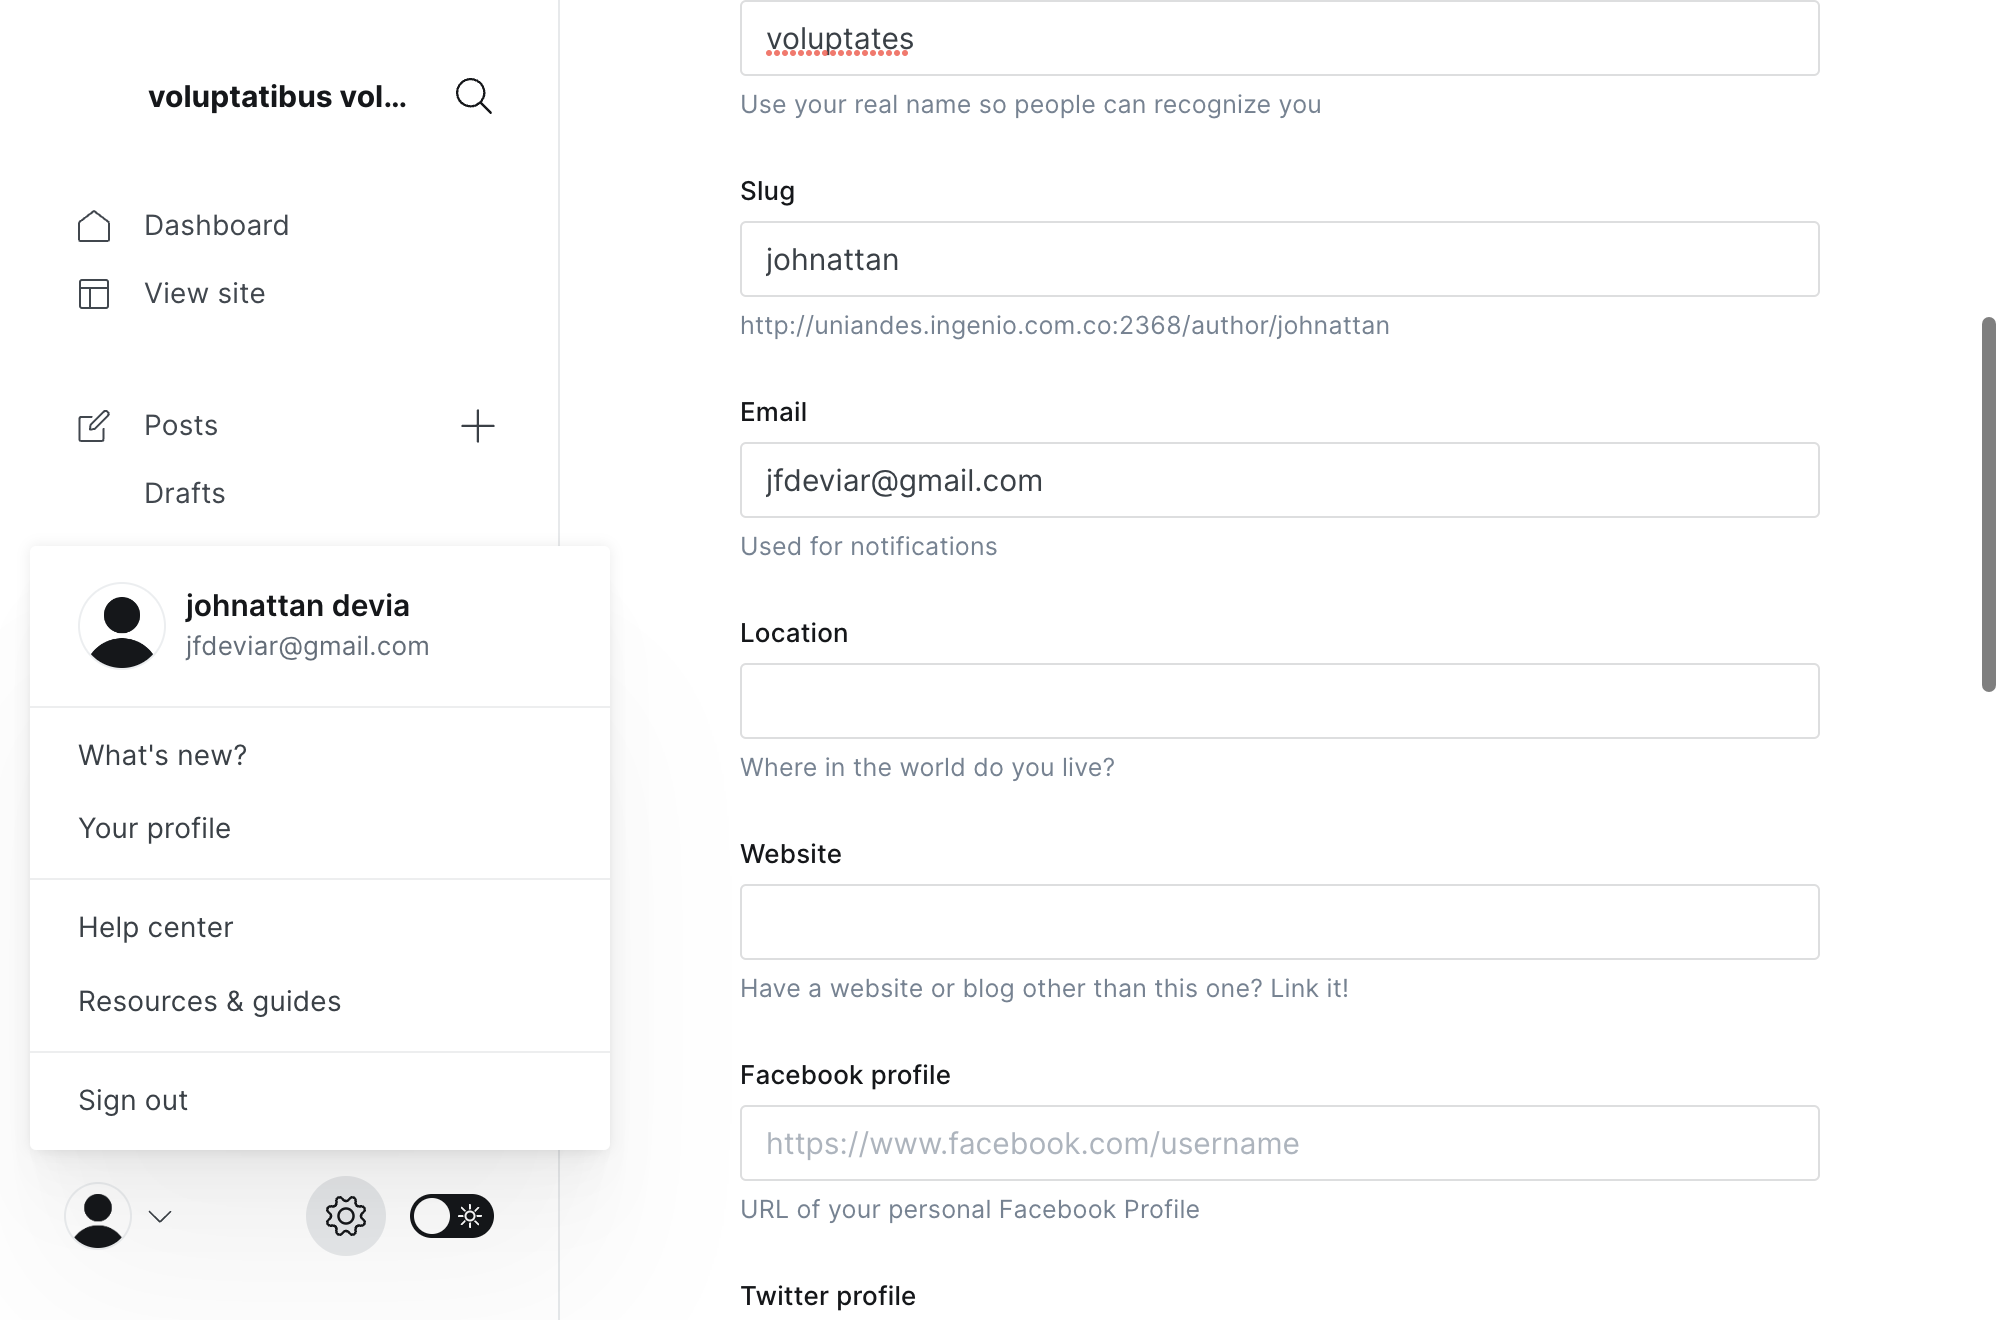 voluptatibus vol...
Dashboard
View site
Posts
Drafts
johnattan devia
jfdeviar@gmail.com
What's new?
Your profile
Help center
Resources & guides
Sign out
voluptates
Use your real name so people can recognize you
Slug
johnattan
http://uniandes.ingenio.com.co:2368/author/johnattan
Email
jfdeviar@gmail.com
Used for notifications
Location
Where in the world do you live?
Website
Have a website or blog other than this one? Link it!
Facebook profile
https://www.facebook.com/username
URL of your personal Facebook Profile
Twitter profile